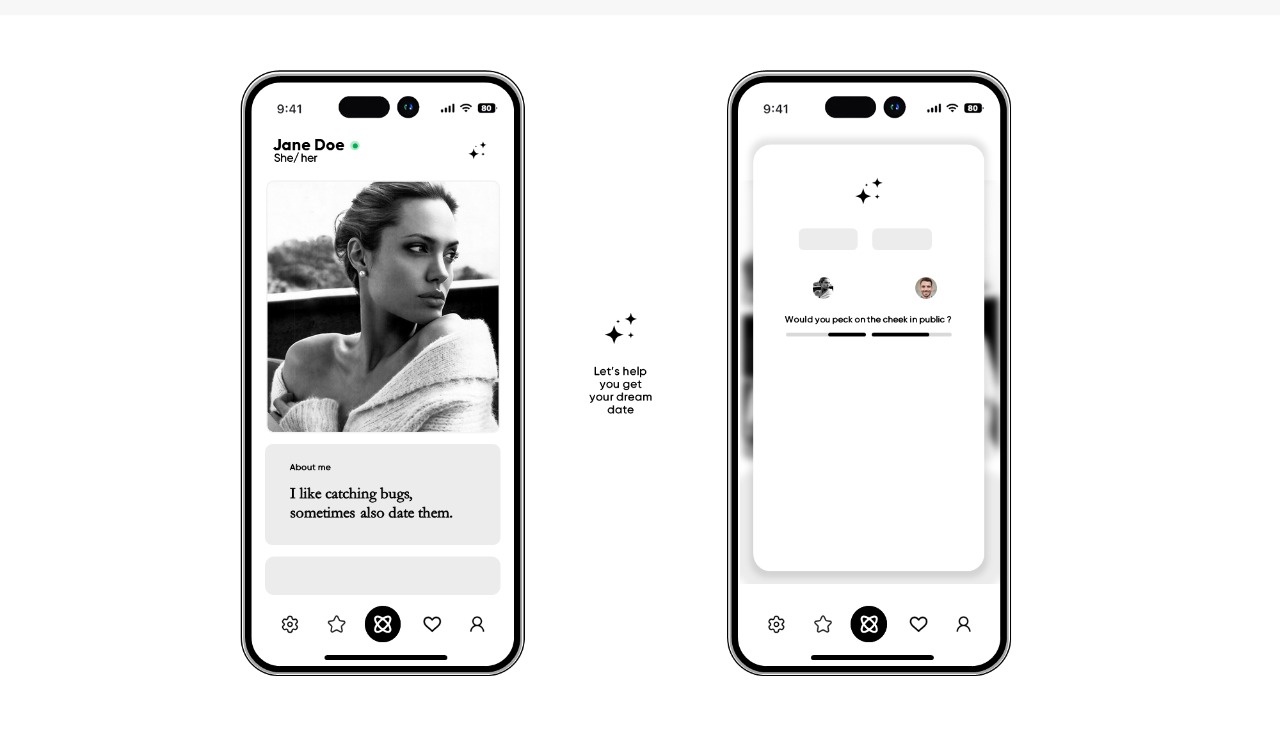 9:41
80
Jane Doe
She/ her
About me
I like catching bugs,
sometimes also date them.
Let's help
you get
your dream
date
9:41
80
Would you peck on the cheek in public ?